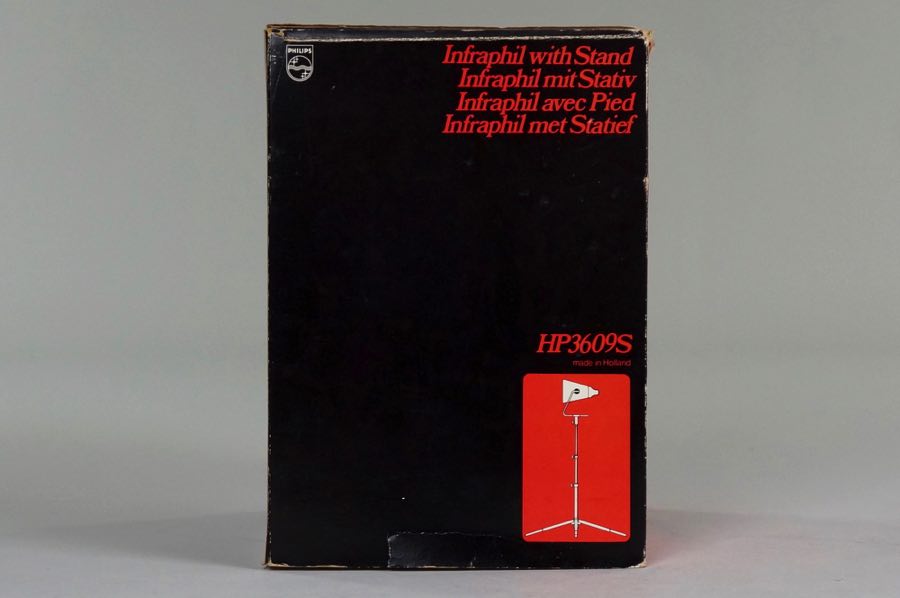 PHILIPS
Infraphil with Stand
Infraphil mit Stativ
Infraphil avec Pied
Infraphil met Statief
HP3609S
made in Holland